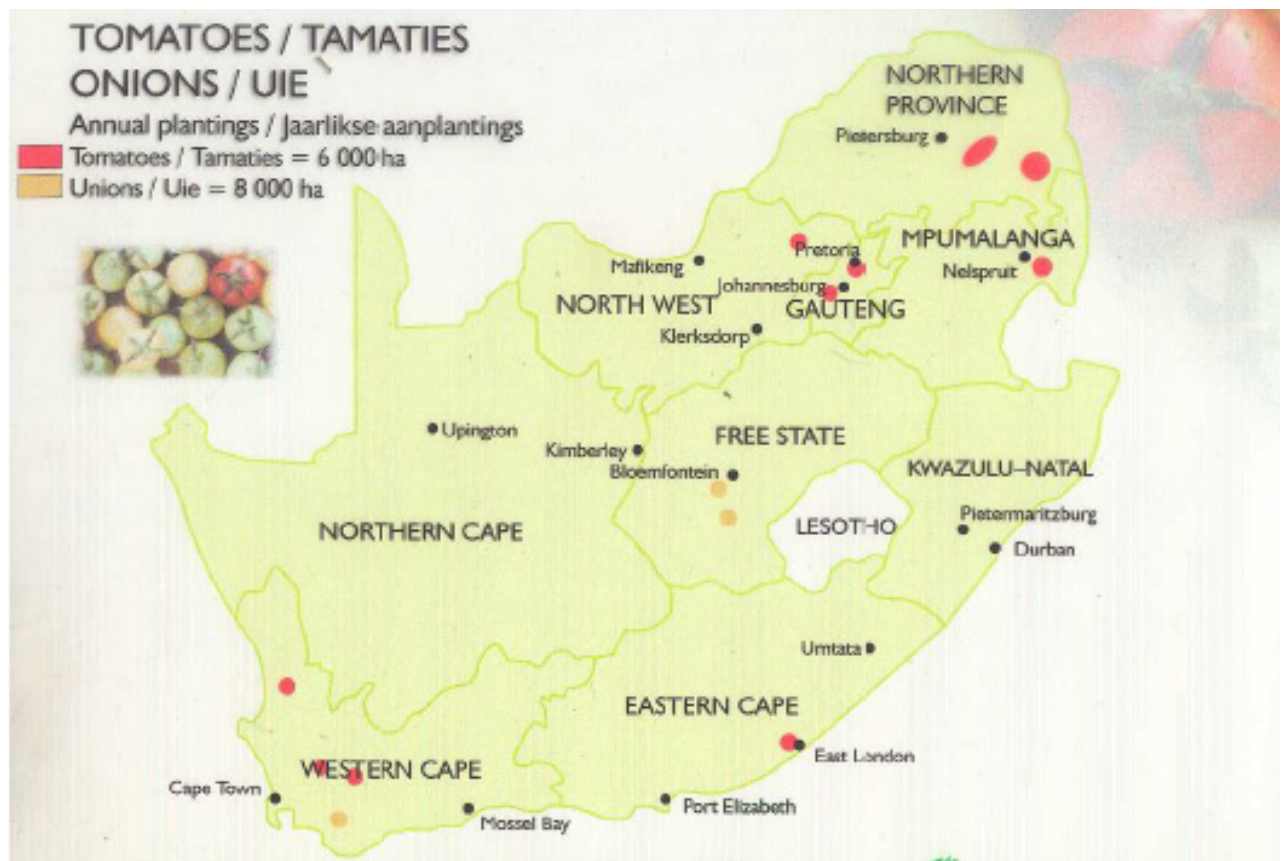 TOMATOES / TAMATIES
ONIONS / UIE
Annual plantings / Jaarlikse aanplantings
Tomatoes / Tamaties = 6 000 ha
Unions / Uie = 8 000 ha
NORTHERN
PROVINCE
Pietersburg
MPUMALANGA
Nelspruit
Pretoria
Mafikeng
Johannesburg
NORTH WEST
GAUTENG
Klerksdorp
Upington
Kimberley
FREE STATE
Bloemfontein
KWAZULU–NATAL
NORTHERN CAPE
LESOTHO
Pietermaritzburg
Durban
Umtata
EASTERN CAPE
East London
WESTERN CAPE
Cape Town
Mossel Bay
Port Elizabeth